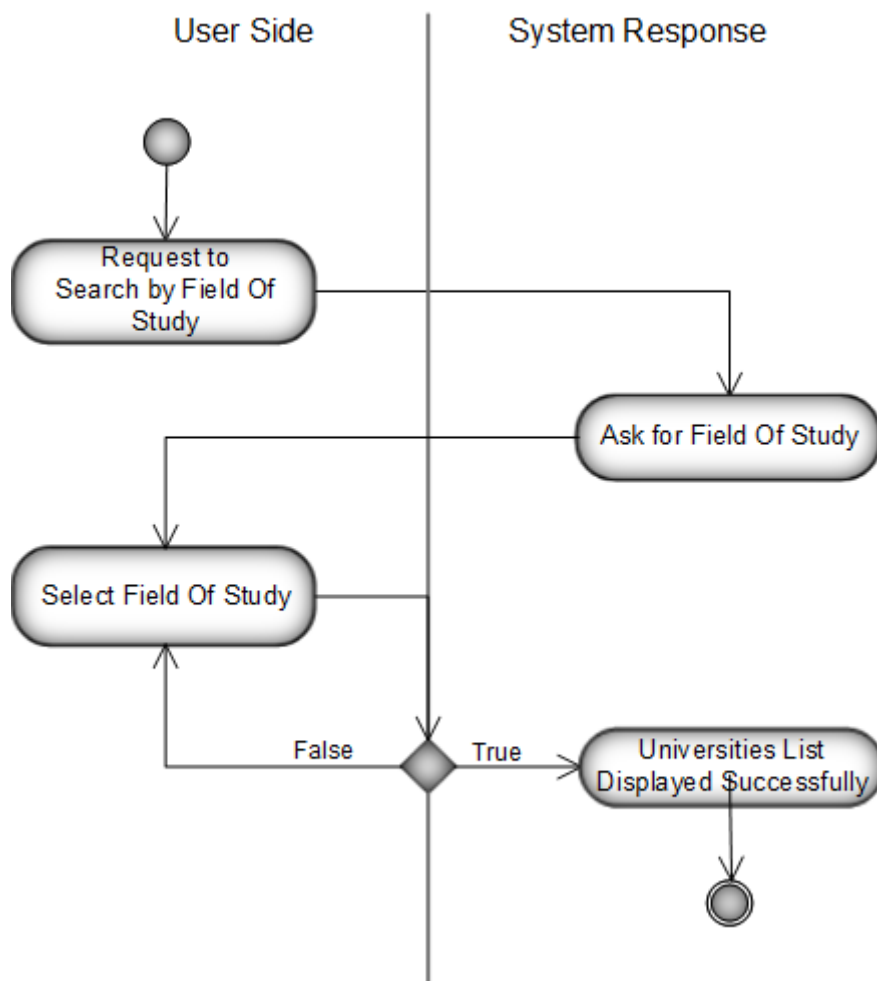 User Side
System Response
Request to
Search by Field Of
Study
Ask for Field Of Study
Select Field Of Study
False
True
Universities List
Displayed Successfully